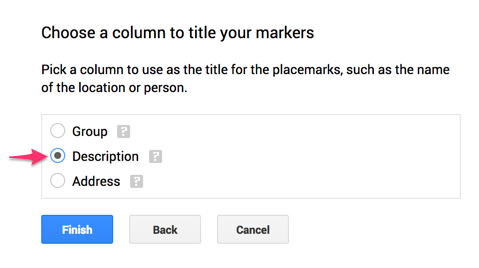 Choose a column to title your markers
Pick a column to use as the title for the placemarks, such as the name
of the location or person.
Group ?
Description ?
Address ?
Finish Back Cancel